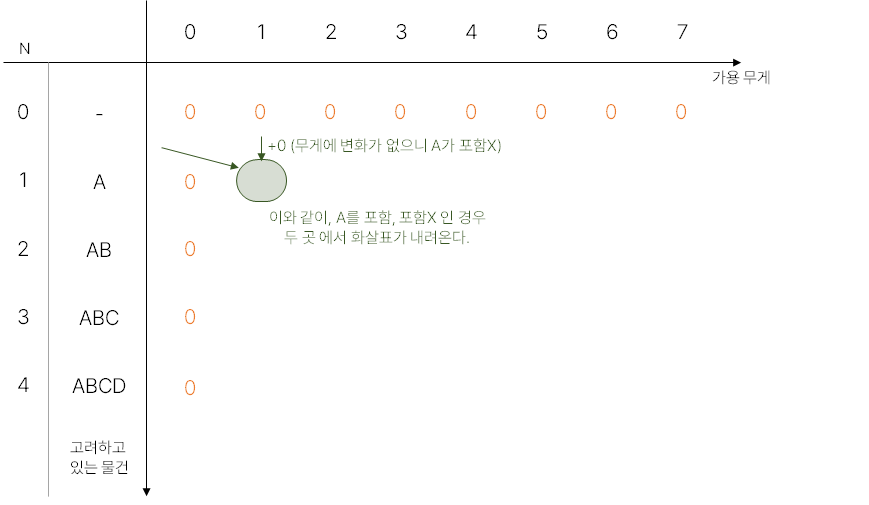 0 1 2 3 4 5 6 7
N
가용 무게
0 - 0 0 0 0 0 0 0 0
+0 (무게에 변화가 없으니 A가 포함X)
1 A 0
이와 같이, A를 포함, 포함X 인 경우
두 곳 에서 화살표가 내려온다.
2 AB 0
3 ABC 0
4 ABCD 0
고려하고
있는 물건